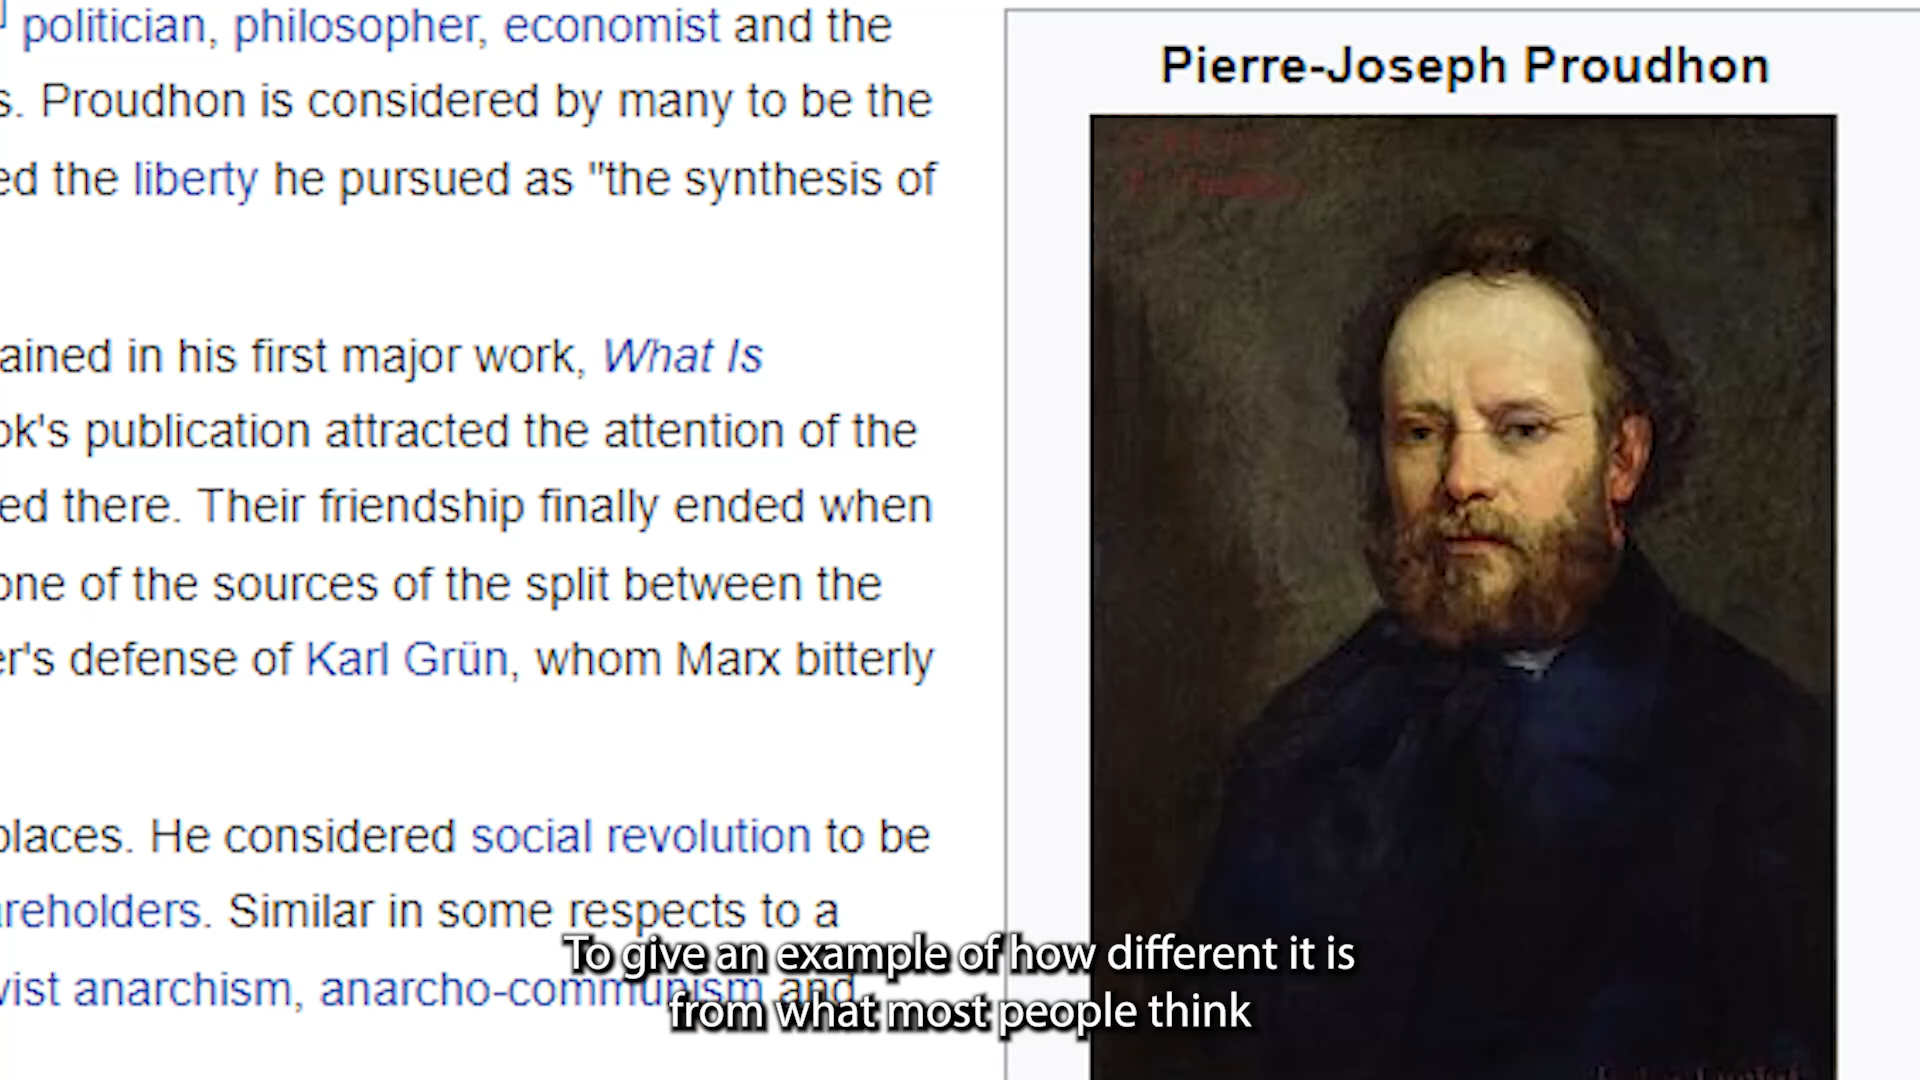 politician, philosopher, economist and the
s. Proudhon is considered by many to be the
ed the liberty he pursued as "the synthesis of
ained in his first major work, What Is
ok's publication attracted the attention of the
ed there. Their friendship finally ended when
one of the sources of the split between the
er's defense of Karl Grün, whom Marx bitterly
places. He considered social revolution to be
areholders. Similar in some respects to a
vist anarchism, anarcho-communism and
Pierre-Joseph Proudhon
To give an example of how different it is
from what most people think